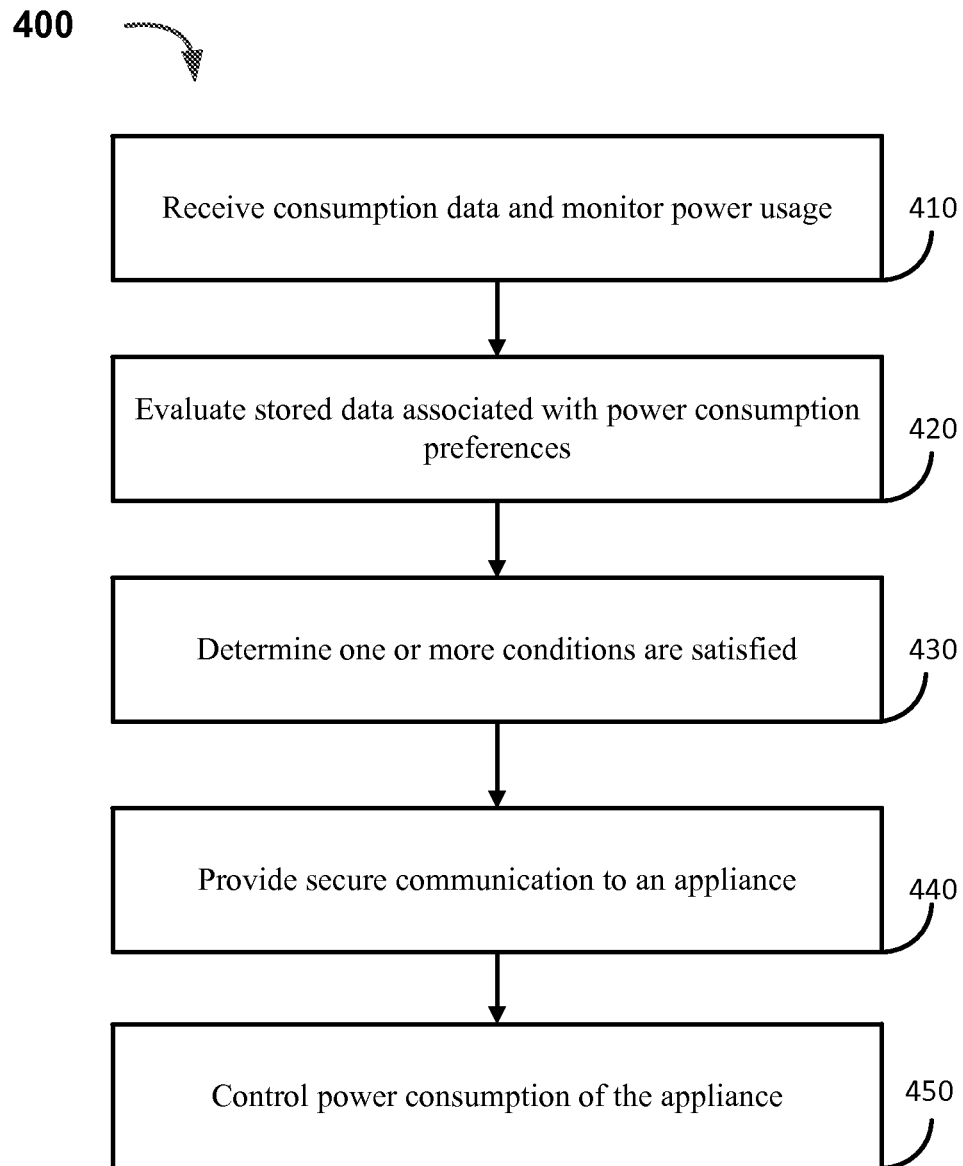 400
Receive consumption data and monitor power usage
410
Evaluate stored data associated with power consumption
preferences
420
Determine one or more conditions are satisfied
430
Provide secure communication to an appliance
440
Control power consumption of the appliance
450